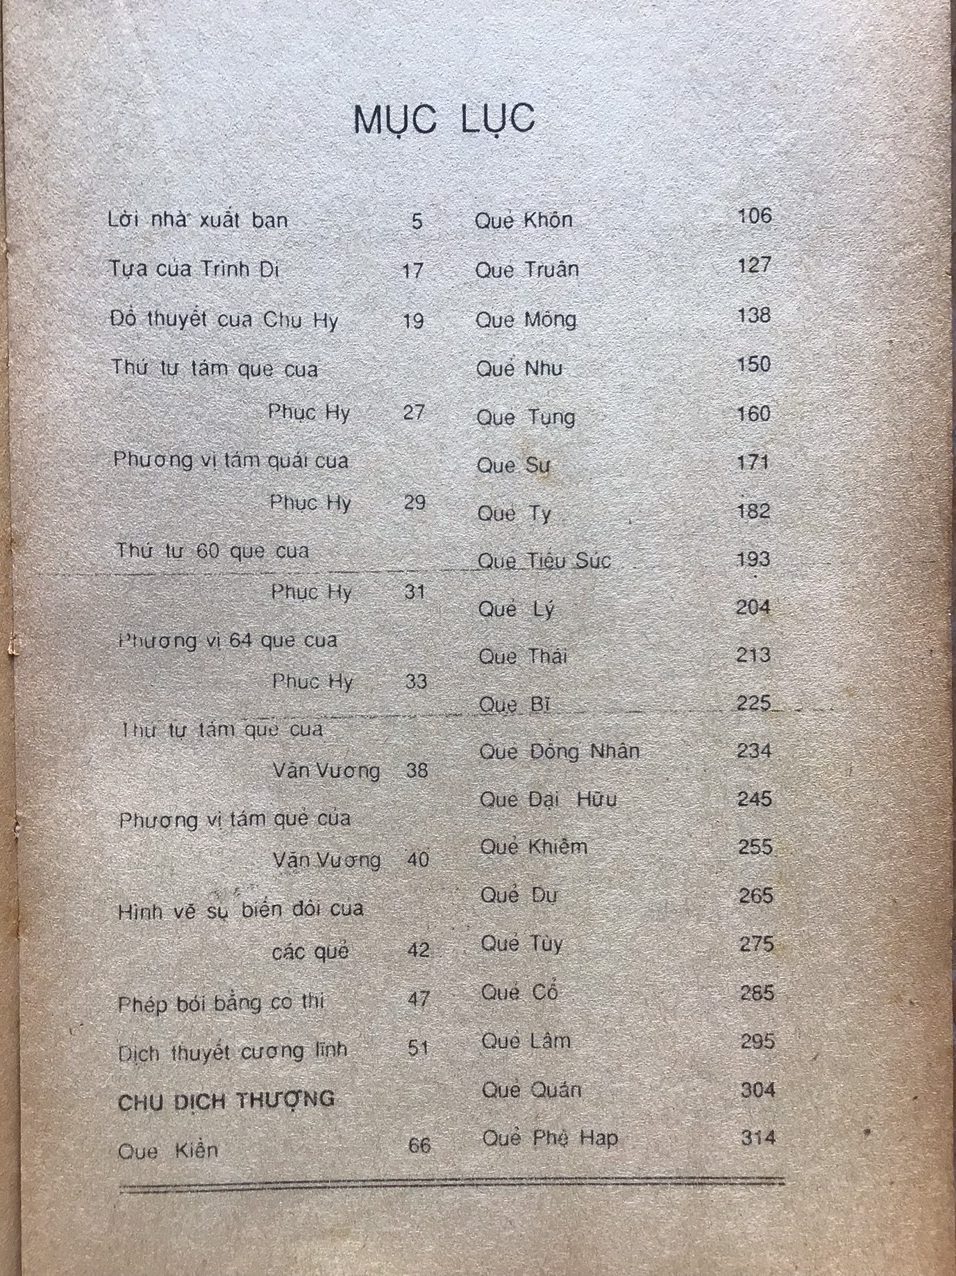 MỤC LỤC
Lời nhà xuất bản 5
Tựa của Trình Di 17
Đồ thuyết của Chu Hy 19
Thứ tự tám quẻ của
Phục Hy 27
Phương vị tám quái của
Phục Hy 29
Thứ tự 60 quẻ của
Phục Hy 31
Phương vị 64 quẻ của
Phục Hy 33
Thứ tự tám quẻ của
Văn Vương 38
Phương vị tám quẻ của
Văn Vương 40
Hình vẽ sự biến đổi của
các quẻ 42
Phép bói bằng cỏ thi 47
Dịch thuyết cương lĩnh 51
CHU DỊCH THƯỢNG
Quẻ Kiền 66
Quẻ Khôn 106
Quẻ Truân 127
Quẻ Mông 138
Quẻ Nhu 150
Quẻ Tụng 160
Quẻ Sư 171
Quẻ Tỵ 182
Quẻ Tiểu Súc 193
Quẻ Lý 204
Quẻ Thái 213
Quẻ Bĩ 225
Quẻ Đồng Nhân 234
Quẻ Đại Hữu 245
Quẻ Khiêm 255
Quẻ Dự 265
Quẻ Tùy 275
Quẻ Cổ 285
Quẻ Lâm 295
Quẻ Quán 304
Quẻ Phệ Hạp 314